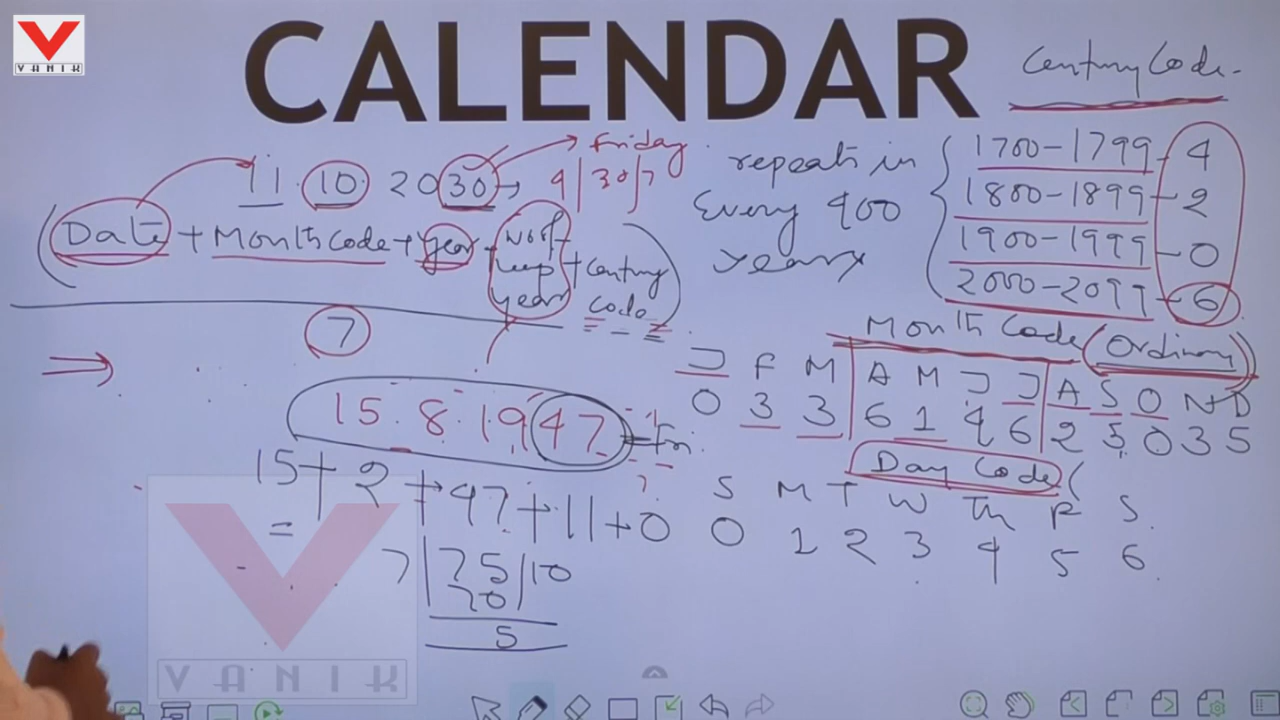 VANIK
CALENDAR
Century Code
11 10 2030 → 4|30|7 Friday
(Date + Month Code + Year + No of leap year + Century Code)
7
repeats in
Every 400
years
1700-1799-4
1800-1899-2
1900-1999-0
2000-2099-6
Month Code (Ordinary)
J F M A M J J A S O N D
0 3 3 6 1 4 6 2 5 0 3 5
15.8.1947 = Fri
15 + 2 + 47 + 11 + 0
=
7|75|10
70
5
Day Code (
S M T W Th F S
0 1 2 3 4 5 6
VANIK